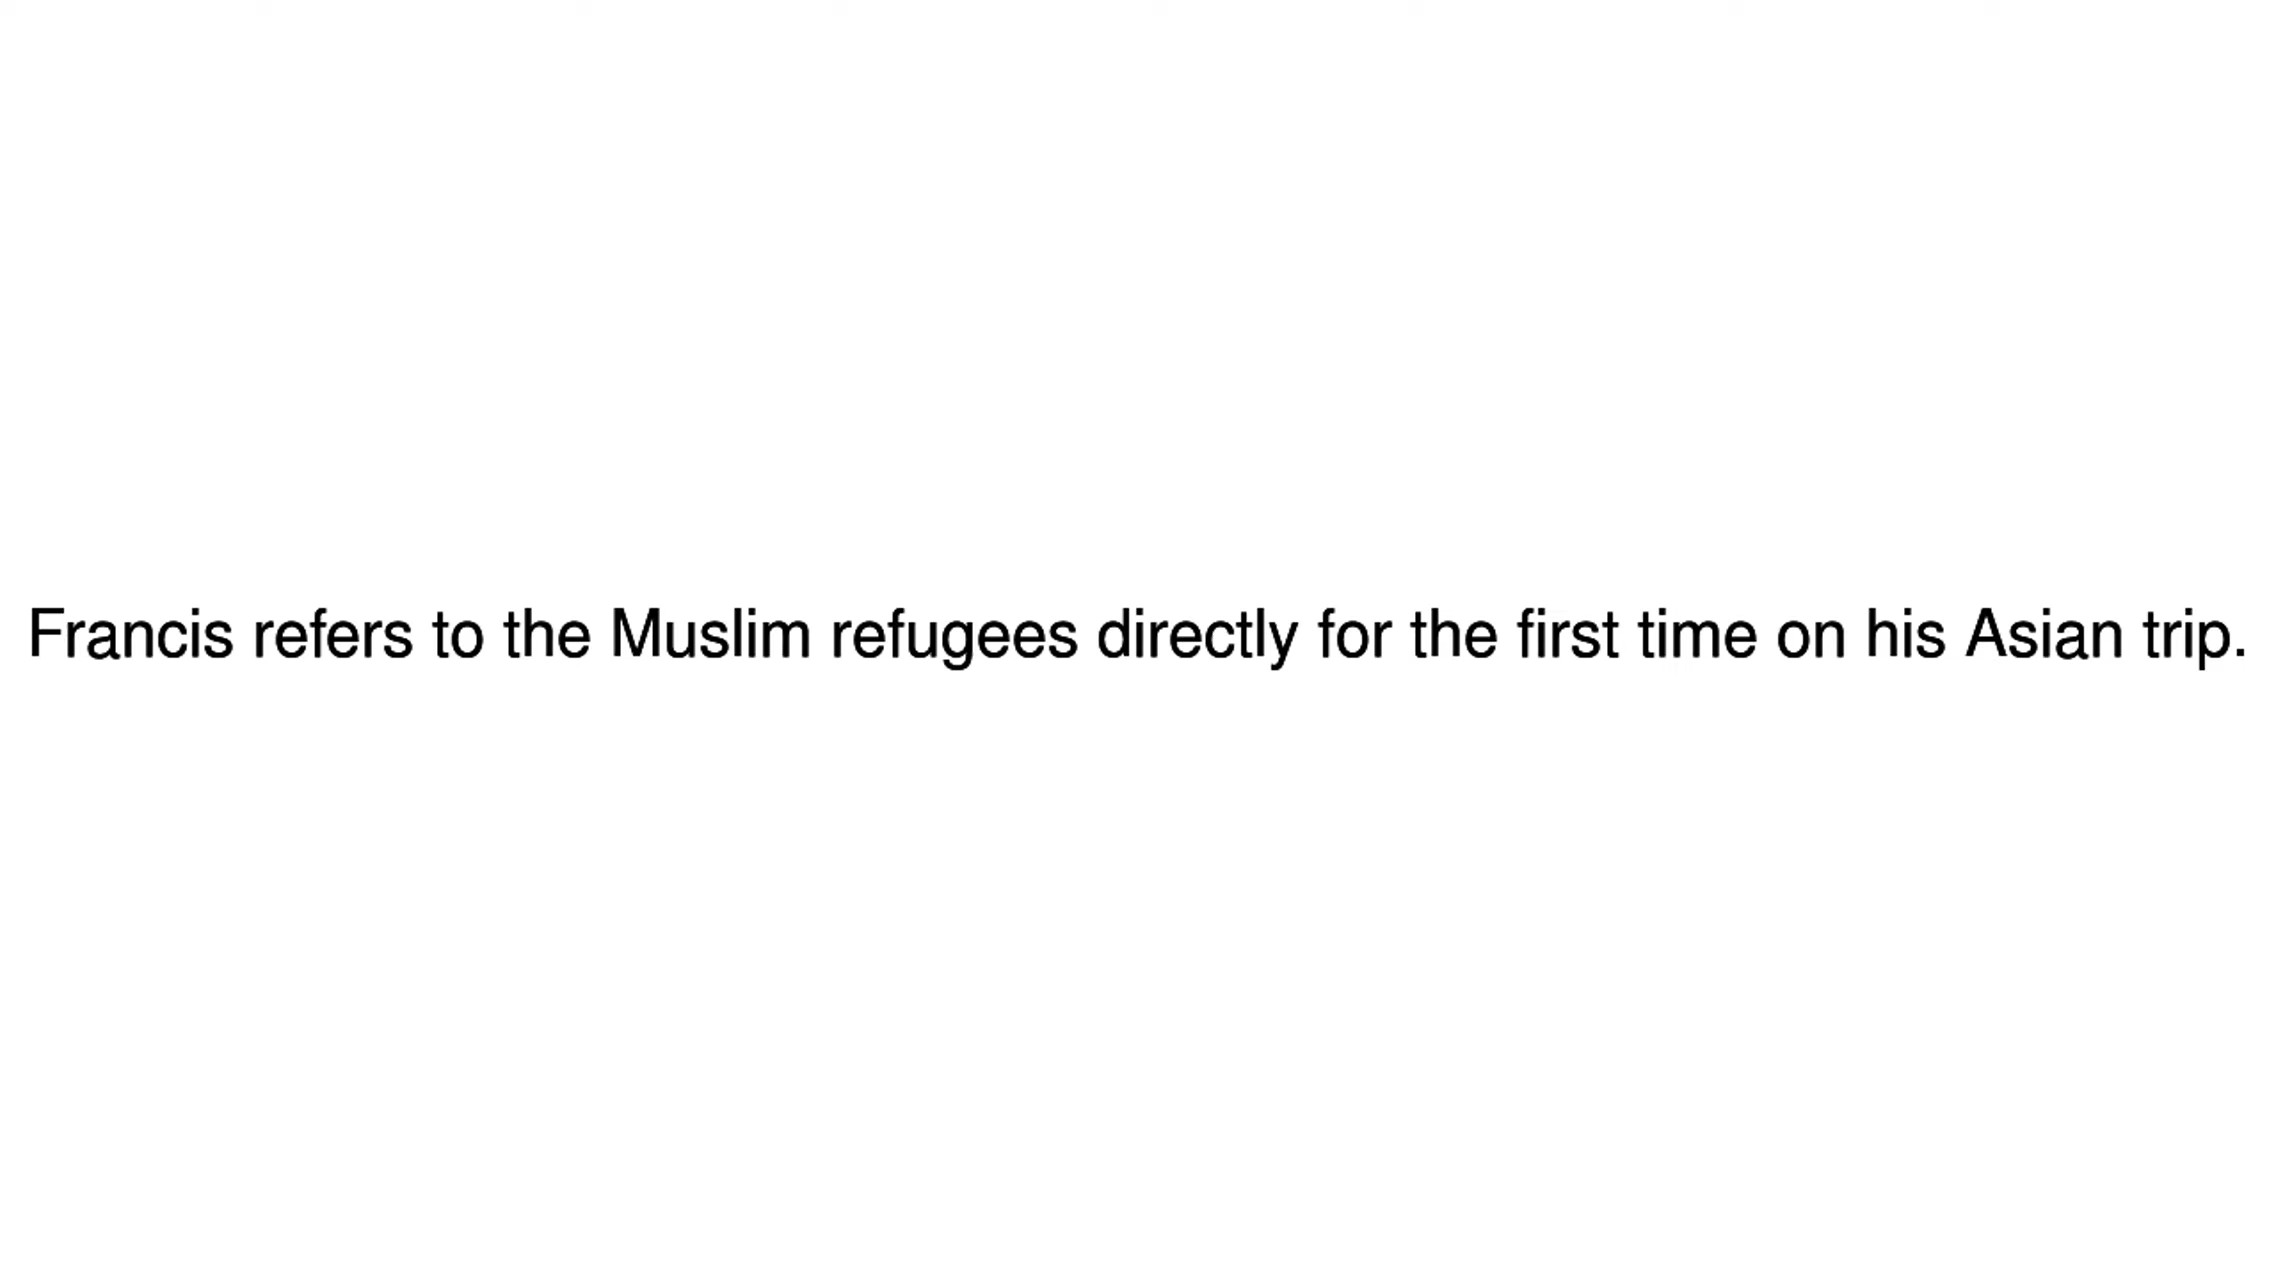 Francis refers to the Muslim refugees directly for the first time on his Asian trip.